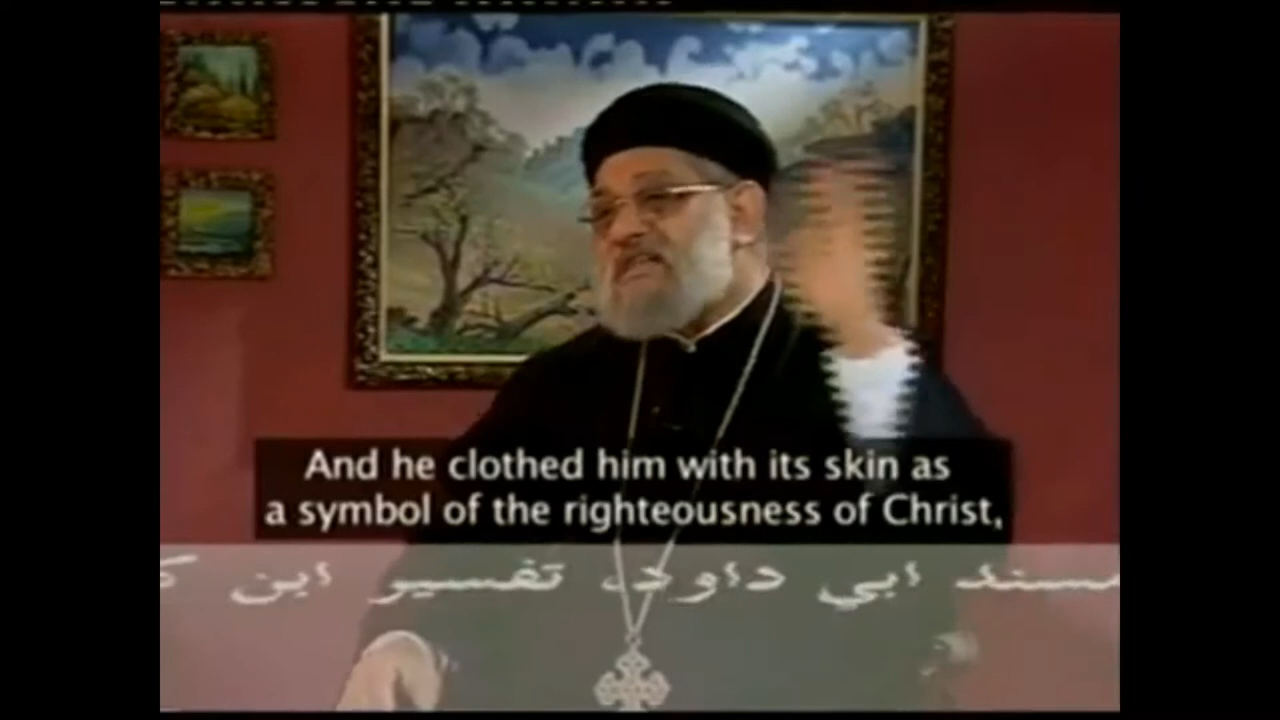 And he clothed him with its skin as
a symbol of the righteousness of Christ,
مسند ابي داود، تفسير ابن